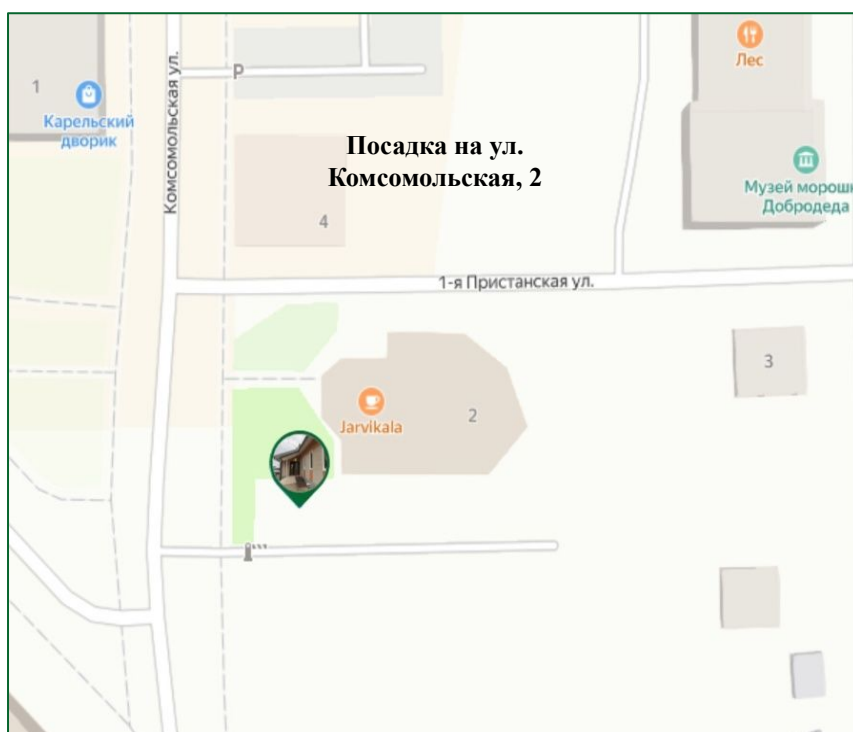 Лес
P
1
Карельский
дворик
Комсомольская ул.
Посадка на ул.
Комсомольская, 2
Музей морошк
Добродеда
4
1-я Пристанская ул.
3
Jarvikala
2